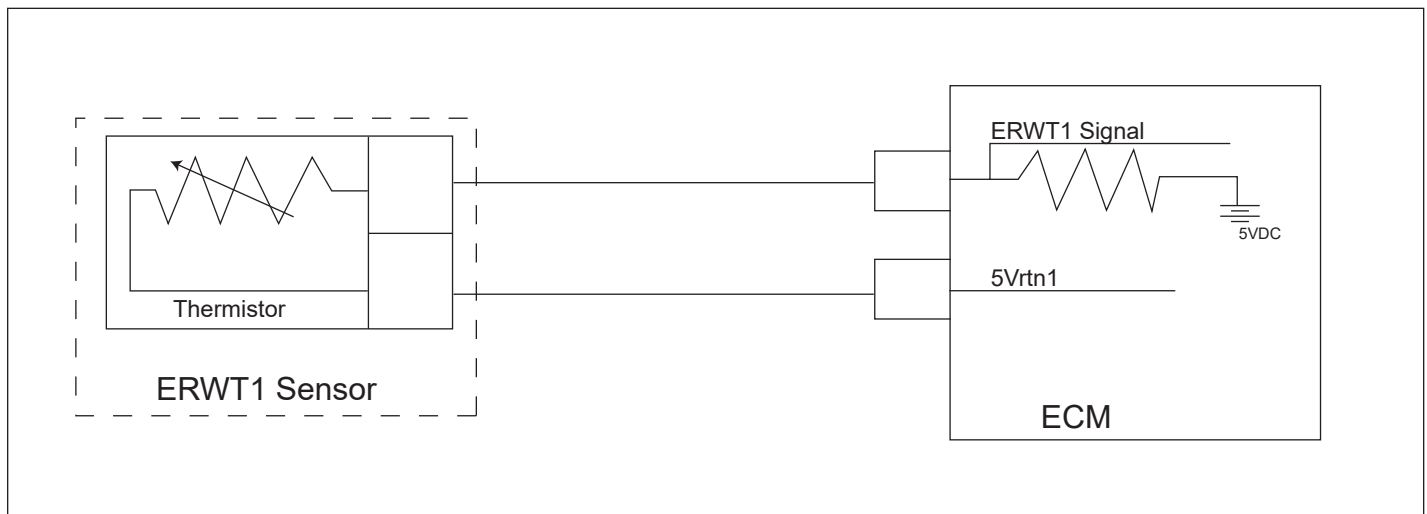 ERWT1 Signal
5VDC
5Vrtn1
Thermistor
ERWT1 Sensor
ECM